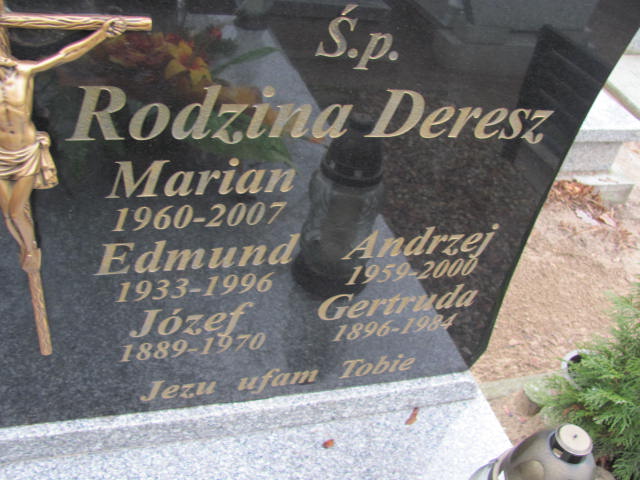 Ś.p.
Rodzina Deresz
Marian
1960-2007
Edmund
1933-1996
Józef
1889-1970
Andrzej
1959-2000
Gertruda
1896-1984
Jezu ufam Tobie